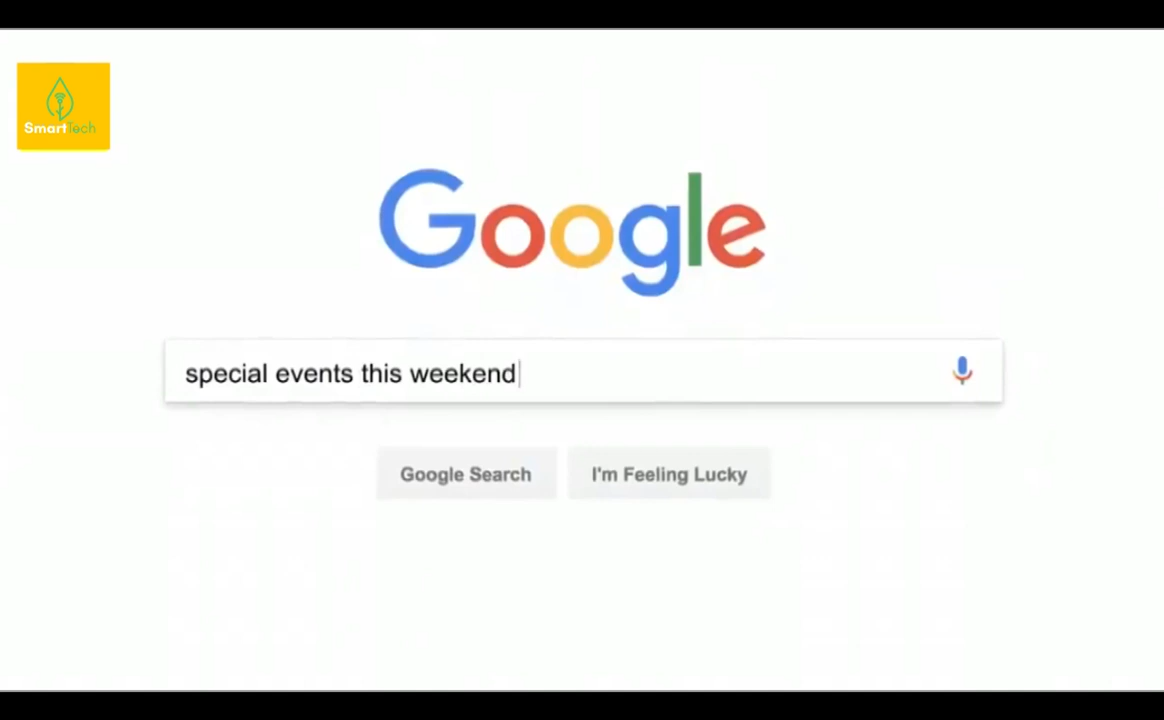 SmartTech
Google
special events this weekend
Google Search
I'm Feeling Lucky